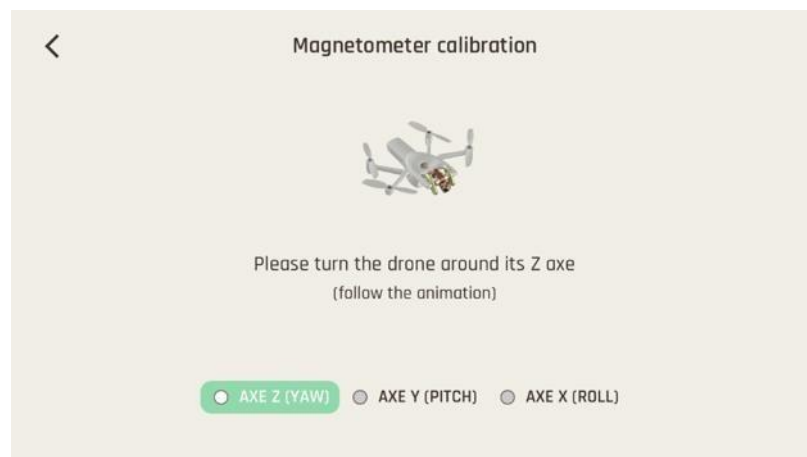 Magnetometer calibration
Please turn the drone around its Z axe
(follow the animation)
AXE Z (YAW) AXE Y (PITCH) AXE X (ROLL)